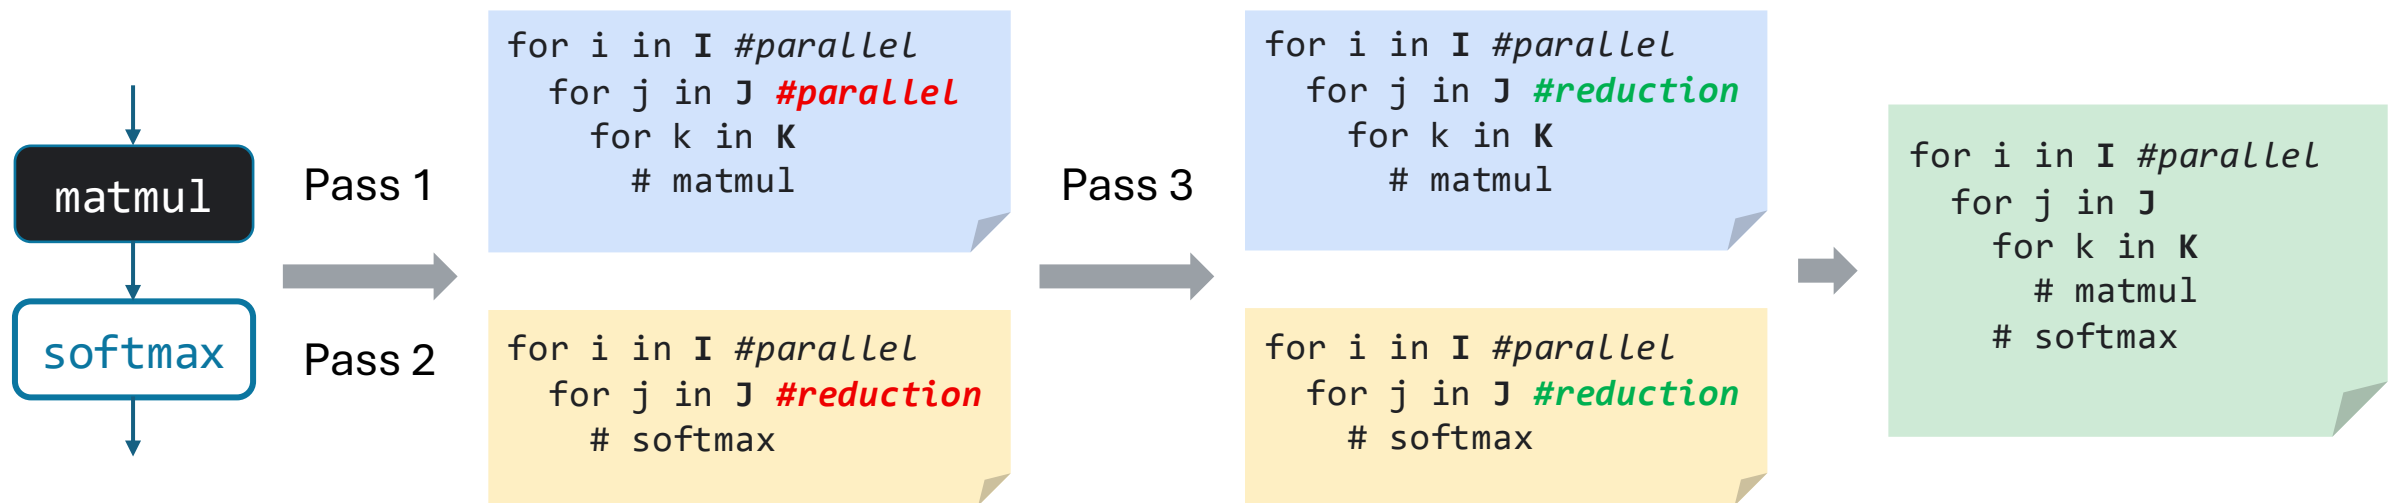 matmul
softmax
Pass 1
Pass 2
for i in I #parallel
for j in J #parallel
for k in K
# matmul
for i in I #parallel
for j in J #reduction
# softmax
Pass 3
for i in I #parallel
for j in J #reduction
for k in K
# matmul
for i in I #parallel
for j in J #reduction
# softmax
for i in I #parallel
for j in J
for k in K
# matmul
# softmax